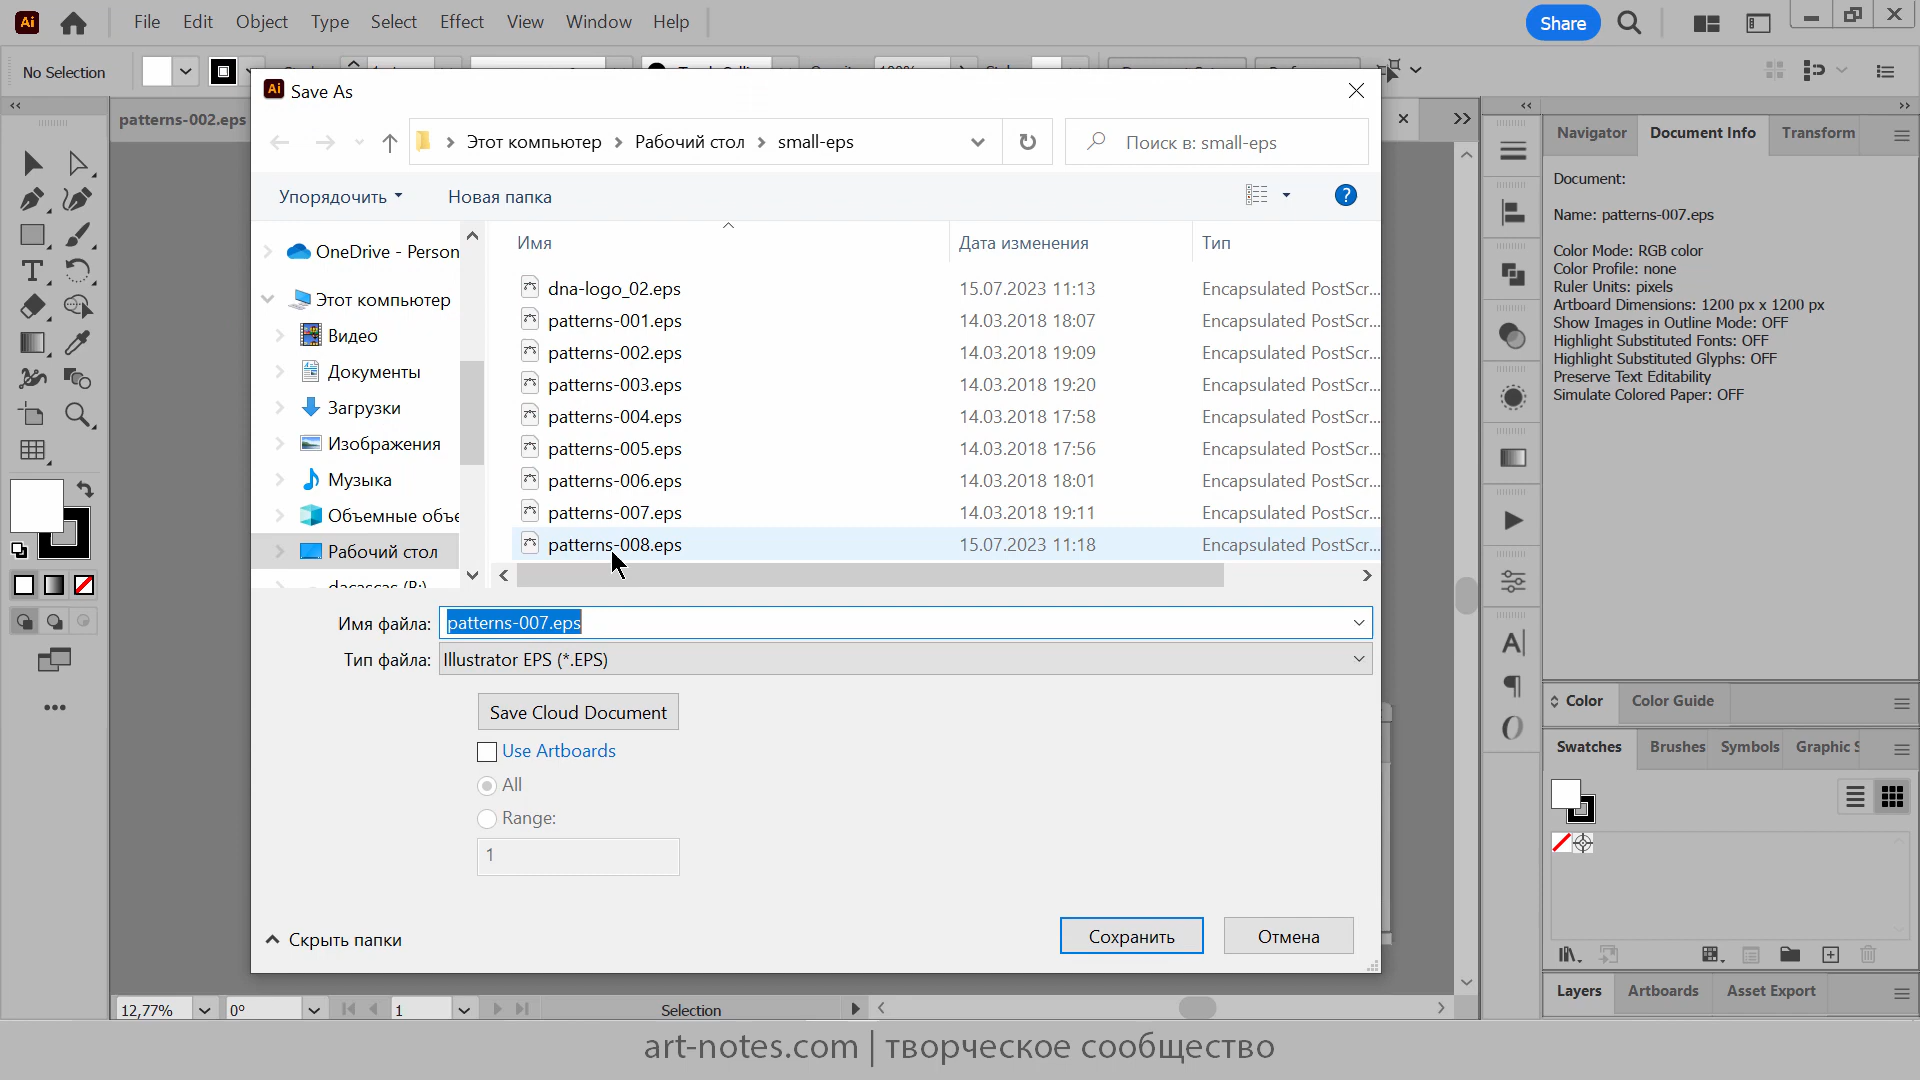 File Edit Object Type Select Effect View Window Help Share
No Selection
patterns-002.eps
Save As
Этот компьютер Рабочий стол small-eps
Поиск в: small-eps
Упорядочить Новая папка
OneDrive - Person
Этот компьютер
Видео
Документы
Загрузки
Изображения
Музыка
Объемные объе
Рабочий стол
Имя Дата изменения Тип
dna-logo_02.eps 15.07.2023 11:13 Encapsulated PostScr...
patterns-001.eps 14.03.2018 18:07 Encapsulated PostScr...
patterns-002.eps 14.03.2018 19:09 Encapsulated PostScr...
patterns-003.eps 14.03.2018 19:20 Encapsulated PostScr...
patterns-004.eps 14.03.2018 17:58 Encapsulated PostScr...
patterns-005.eps 14.03.2018 17:56 Encapsulated PostScr...
patterns-006.eps 14.03.2018 18:01 Encapsulated PostScr...
patterns-007.eps 14.03.2018 19:11 Encapsulated PostScr...
patterns-008.eps 15.07.2023 11:18 Encapsulated PostScr...
Имя файла: patterns-007.eps
Тип файла: Illustrator EPS (*.EPS)
Save Cloud Document
Use Artboards
All
Range:
1
Скрыть папки
Сохранить Отмена
Navigator Document Info Transform
Document:
Name: patterns-007.eps
Color Mode: RGB color
Color Profile: none
Ruler Units: pixels
Artboard Dimensions: 1200 px x 1200 px
Show Images in Outline Mode: OFF
Highlight Substituted Fonts: OFF
Highlight Substituted Glyphs: OFF
Preserve Text Editability
Simulate Colored Paper: OFF
Color Color Guide
Swatches Brushes Symbols Graphic S
Layers Artboards Asset Export
12,77% 0° 1 Selection
art-notes.com | творческое сообщество